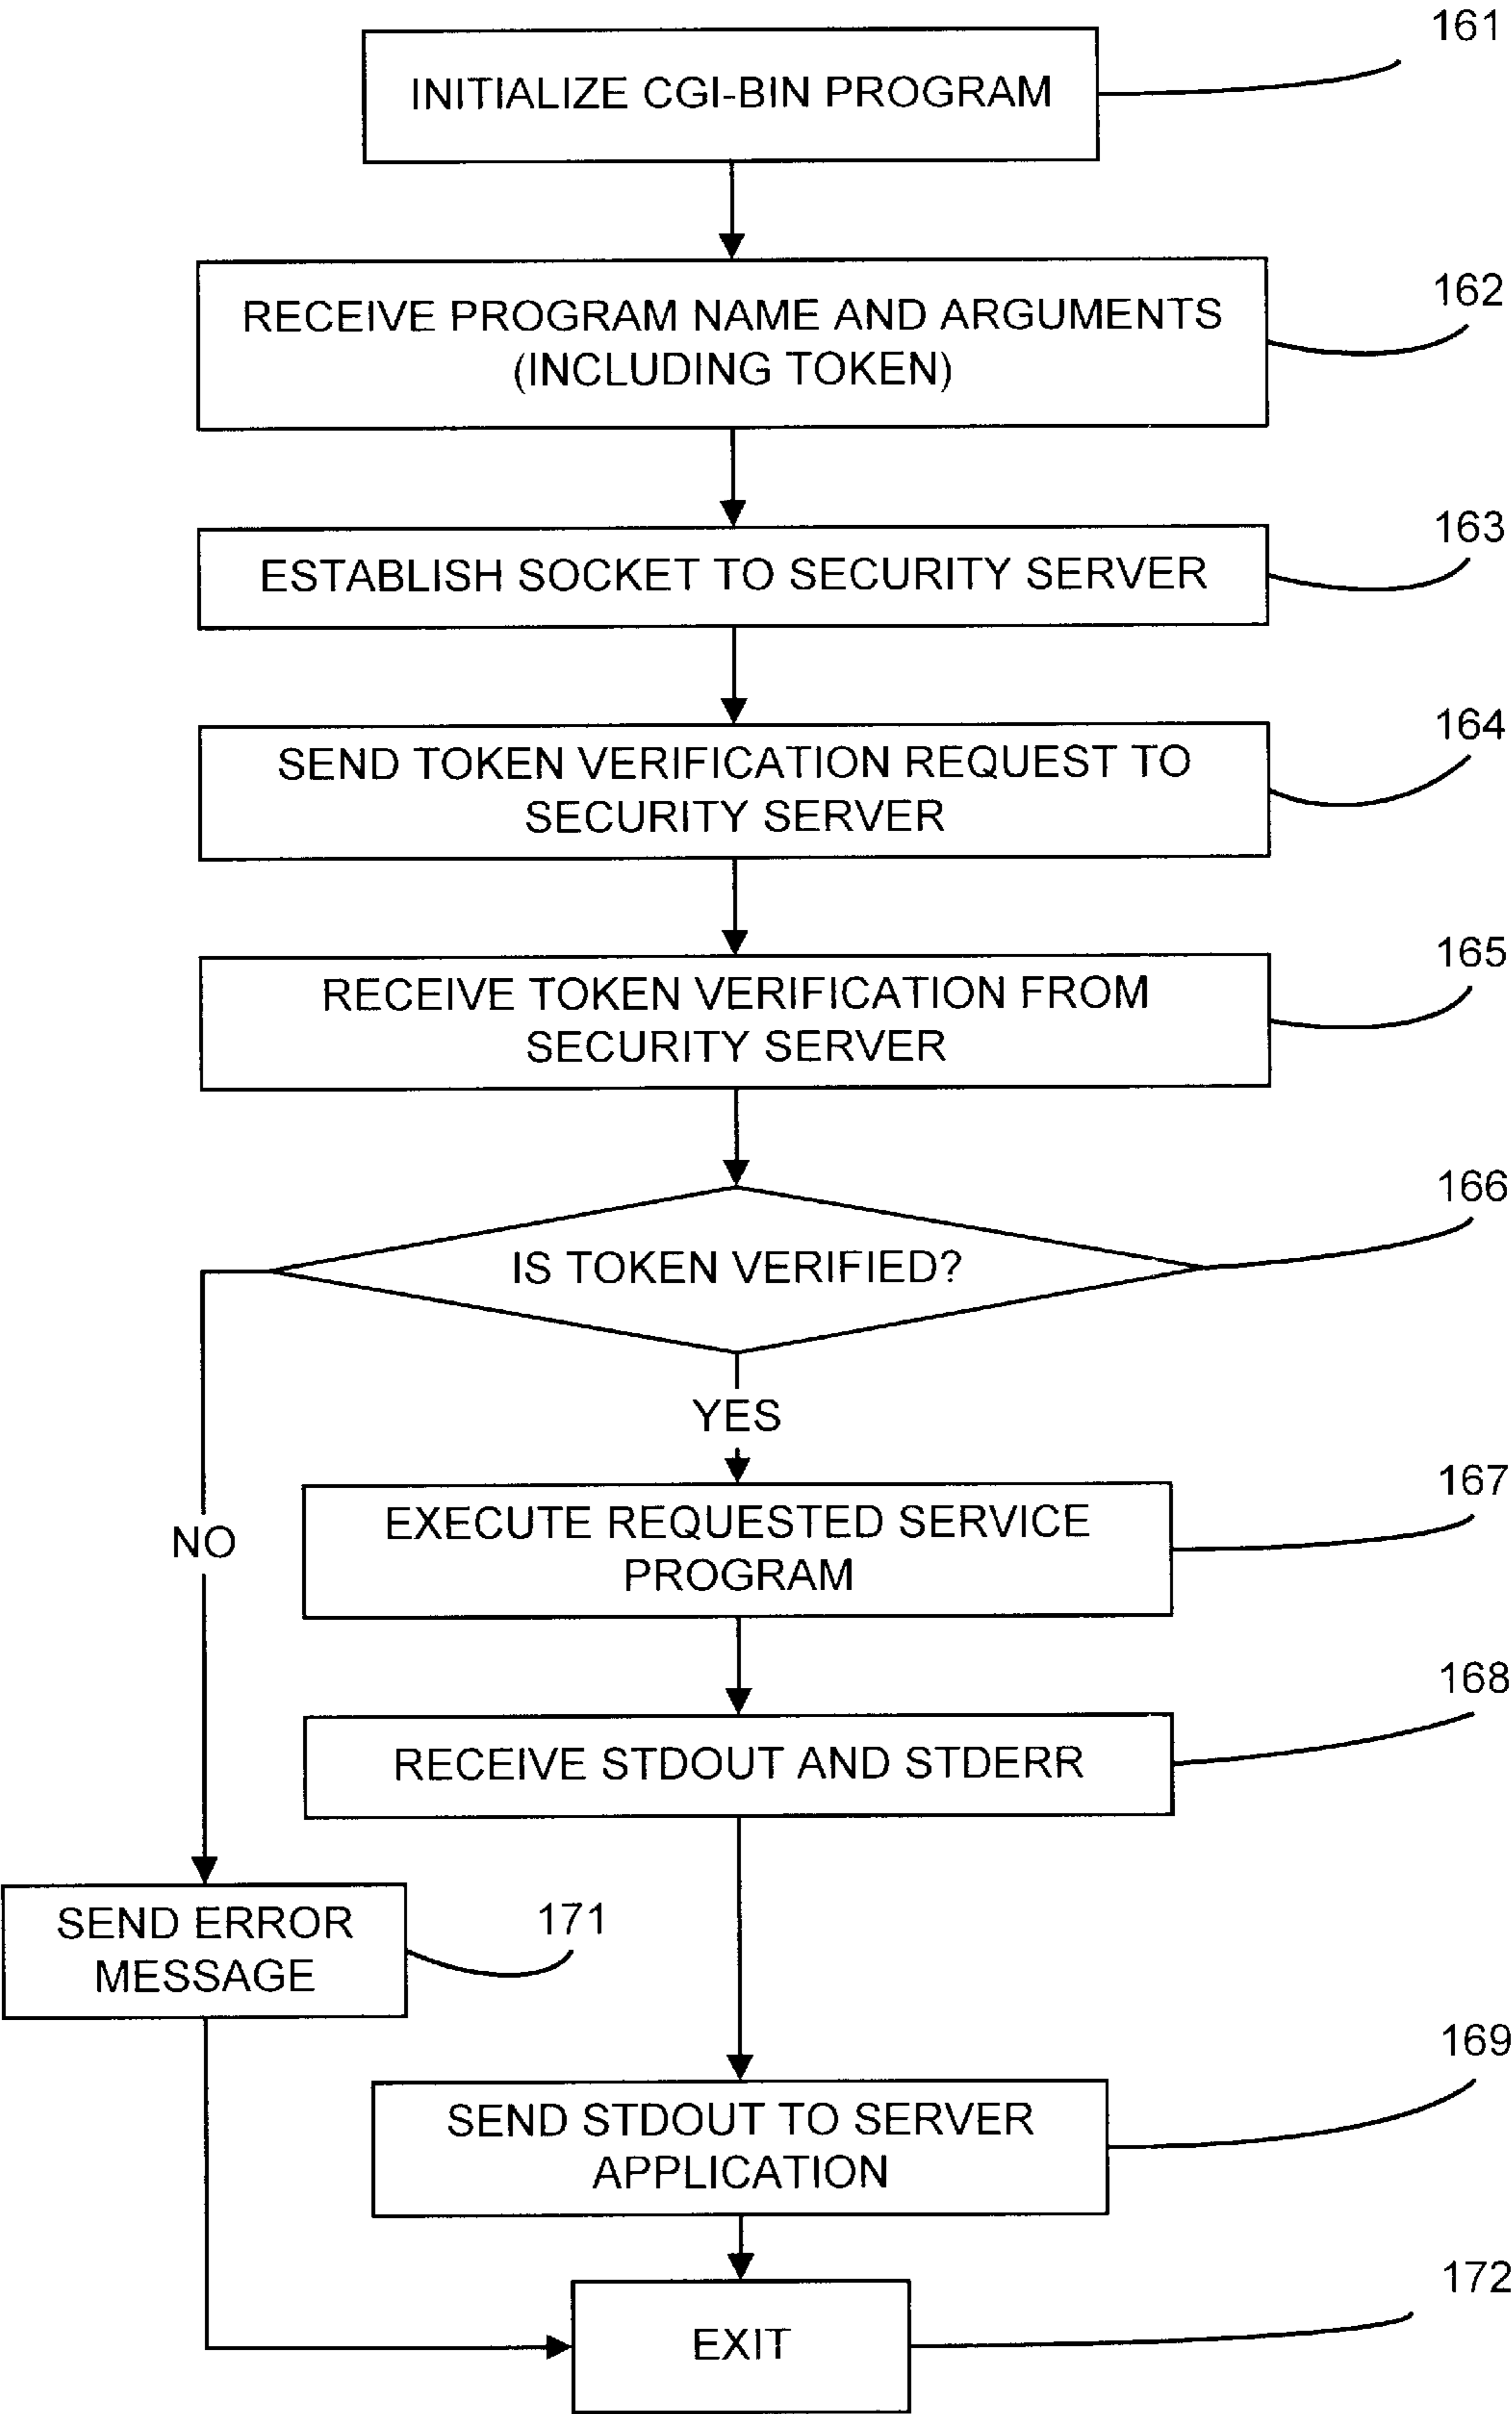 161
INITIALIZE CGI-BIN PROGRAM
162
RECEIVE PROGRAM NAME AND ARGUMENTS
(INCLUDING TOKEN)
163
ESTABLISH SOCKET TO SECURITY SERVER
164
SEND TOKEN VERIFICATION REQUEST TO
SECURITY SERVER
165
RECEIVE TOKEN VERIFICATION FROM
SECURITY SERVER
166
IS TOKEN VERIFIED?
YES
167
EXECUTE REQUESTED SERVICE
PROGRAM
NO
168
RECEIVE STDOUT AND STDERR
171
SEND ERROR
MESSAGE
169
SEND STDOUT TO SERVER
APPLICATION
172
EXIT